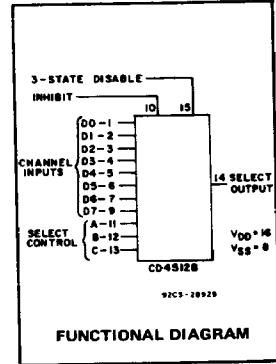 3-STATE DISABLE
INHIBIT
10 15
D0-1
D1-2
D2-3
D3-4
D4-5
D5-6
D6-7
D7-9
CHANNEL INPUTS
A-11
B-12
C-13
SELECT CONTROL
14 SELECT OUTPUT
VDD = 16
VSS = 8
CD4512B
92CS-28929
FUNCTIONAL DIAGRAM